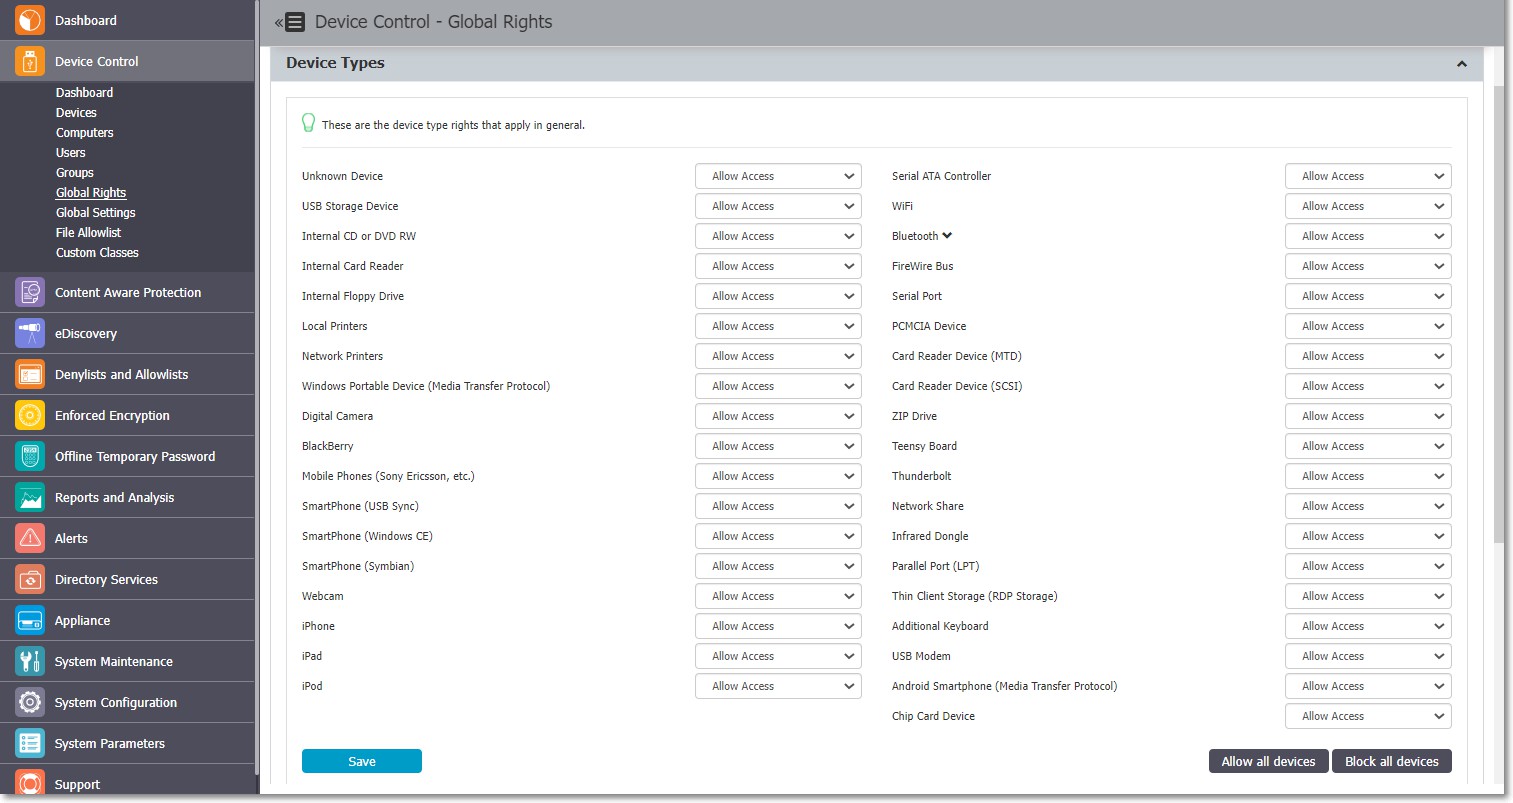 Dashboard
Device Control
Dashboard
Devices
Computers
Users
Groups
Global Rights
Global Settings
File Allowlist
Custom Classes
Content Aware Protection
eDiscovery
Denylists and Allowlists
Enforced Encryption
Offline Temporary Password
Reports and Analysis
Alerts
Directory Services
Appliance
System Maintenance
System Configuration
System Parameters
Support
Device Control - Global Rights
Device Types
These are the device type rights that apply in general.
Unknown Device Allow Access
USB Storage Device Allow Access
Internal CD or DVD RW Allow Access
Internal Card Reader Allow Access
Internal Floppy Drive Allow Access
Local Printers Allow Access
Network Printers Allow Access
Windows Portable Device (Media Transfer Protocol) Allow Access
Digital Camera Allow Access
BlackBerry Allow Access
Mobile Phones (Sony Ericsson, etc.) Allow Access
SmartPhone (USB Sync) Allow Access
SmartPhone (Windows CE) Allow Access
SmartPhone (Symbian) Allow Access
Webcam Allow Access
iPhone Allow Access
iPad Allow Access
iPod Allow Access
Serial ATA Controller Allow Access
WiFi Allow Access
Bluetooth Allow Access
FireWire Bus Allow Access
Serial Port Allow Access
PCMCIA Device Allow Access
Card Reader Device (MTD) Allow Access
Card Reader Device (SCSI) Allow Access
ZIP Drive Allow Access
Teensy Board Allow Access
Thunderbolt Allow Access
Network Share Allow Access
Infrared Dongle Allow Access
Parallel Port (LPT) Allow Access
Thin Client Storage (RDP Storage) Allow Access
Additional Keyboard Allow Access
USB Modem Allow Access
Android Smartphone (Media Transfer Protocol) Allow Access
Chip Card Device Allow Access
Save
Allow all devices
Block all devices